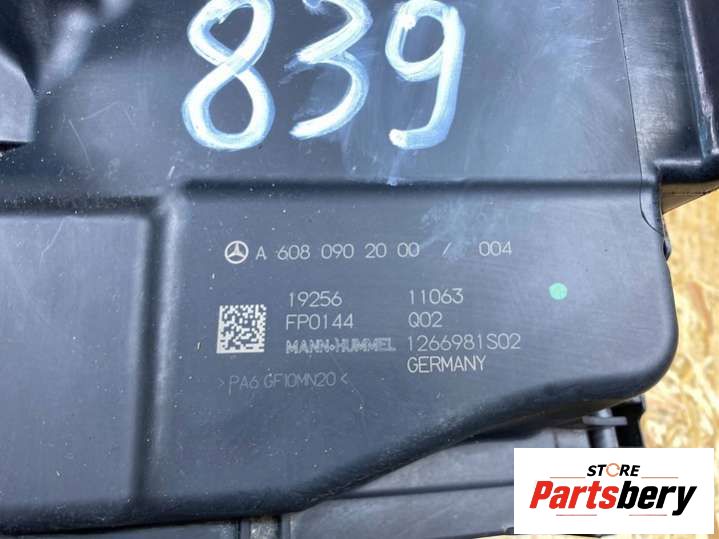 839
A 608 090 20 00 / 004
19256 11063
FP0144 Q02
MANN+HUMMEL 1266981S02
GERMANY
>PA6 GF10MN20<
STORE
Partsbery